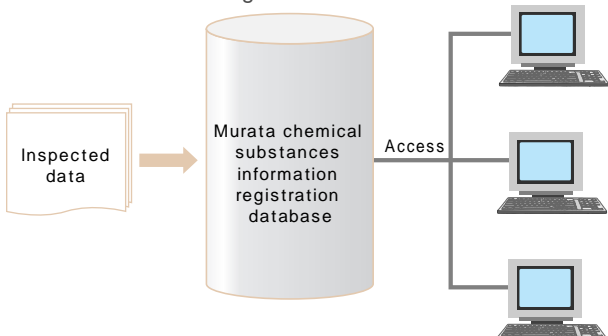 Inspected
data
Murata chemical
substances
information
registration
database
Access